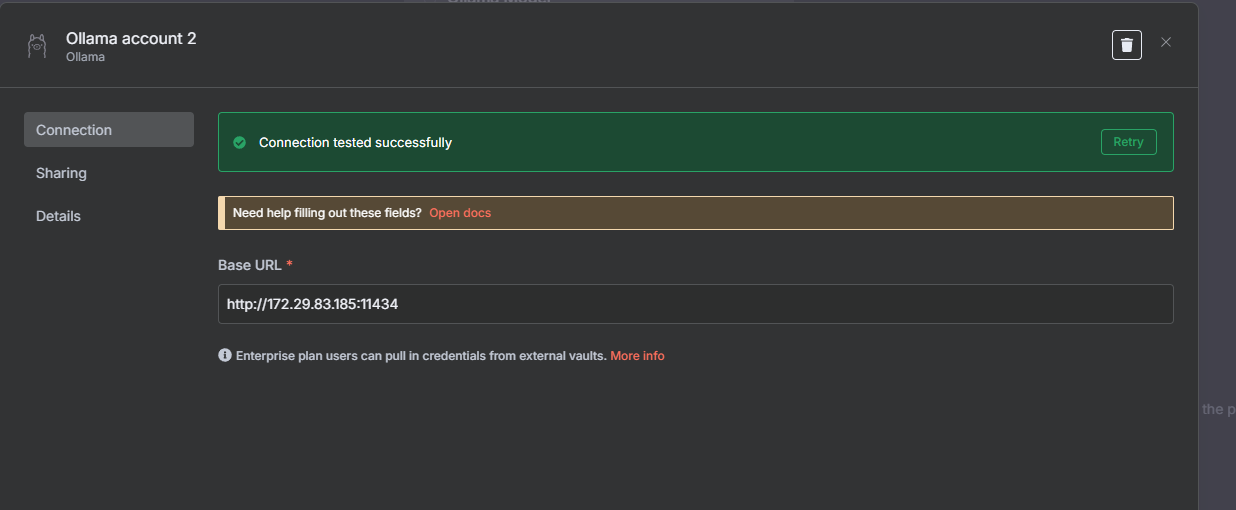 Ollama account 2
Ollama
Connection
Sharing
Details
Connection tested successfully
Retry
Need help filling out these fields? Open docs
Base URL *
http://172.29.83.185:11434
Enterprise plan users can pull in credentials from external vaults. More info
the p